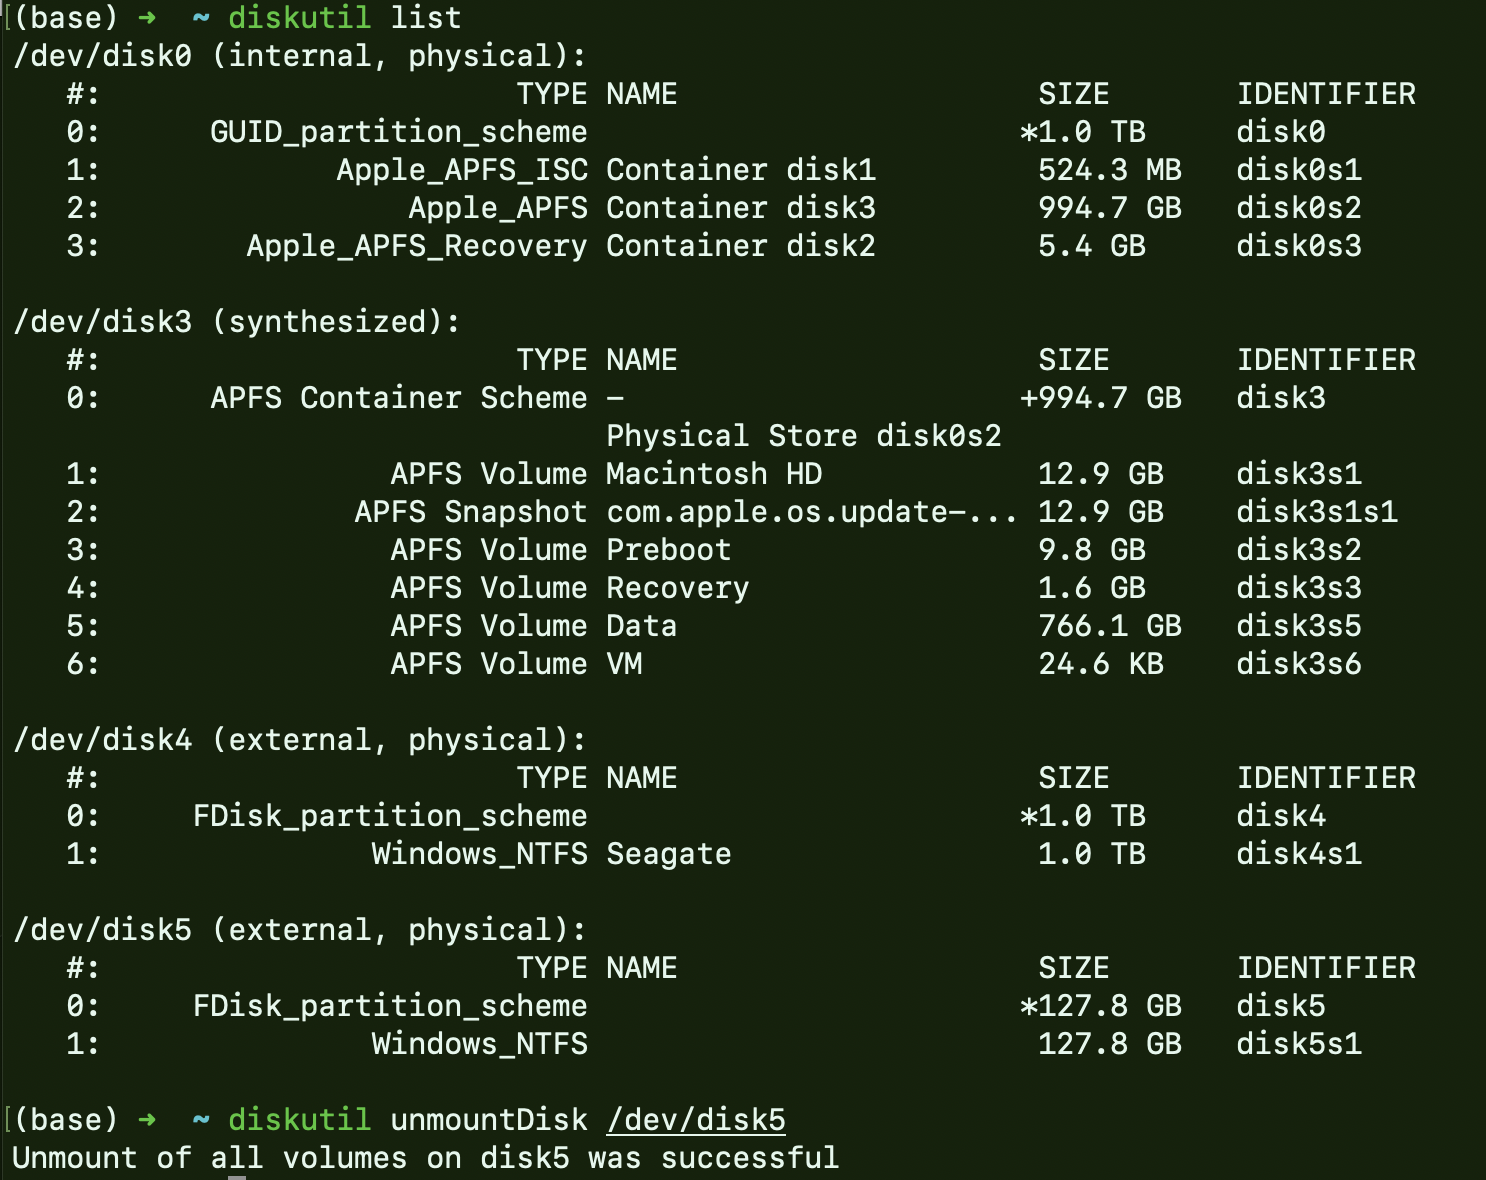 [(base) ➜  ~ diskutil list
/dev/disk0 (internal, physical):
   #:                       TYPE NAME                    SIZE       IDENTIFIER
   0:      GUID_partition_scheme                        *1.0 TB     disk0
   1:             Apple_APFS_ISC Container disk1         524.3 MB   disk0s1
   2:                 Apple_APFS Container disk3         994.7 GB   disk0s2
   3:        Apple_APFS_Recovery Container disk2         5.4 GB     disk0s3
/dev/disk3 (synthesized):
   #:                       TYPE NAME                    SIZE       IDENTIFIER
   0:      APFS Container Scheme -                      +994.7 GB   disk3
                                 Physical Store disk0s2
   1:                APFS Volume Macintosh HD            12.9 GB    disk3s1
   2:              APFS Snapshot com.apple.os.update-... 12.9 GB    disk3s1s1
   3:                APFS Volume Preboot                 9.8 GB     disk3s2
   4:                APFS Volume Recovery                1.6 GB     disk3s3
   5:                APFS Volume Data                    766.1 GB   disk3s5
   6:                APFS Volume VM                      24.6 KB    disk3s6
/dev/disk4 (external, physical):
   #:                       TYPE NAME                    SIZE       IDENTIFIER
   0:     FDisk_partition_scheme                        *1.0 TB     disk4
   1:               Windows_NTFS Seagate                 1.0 TB     disk4s1
/dev/disk5 (external, physical):
   #:                       TYPE NAME                    SIZE       IDENTIFIER
   0:     FDisk_partition_scheme                        *127.8 GB   disk5
   1:               Windows_NTFS                         127.8 GB   disk5s1
[(base) ➜  ~ diskutil unmountDisk /dev/disk5
Unmount of all volumes on disk5 was successful